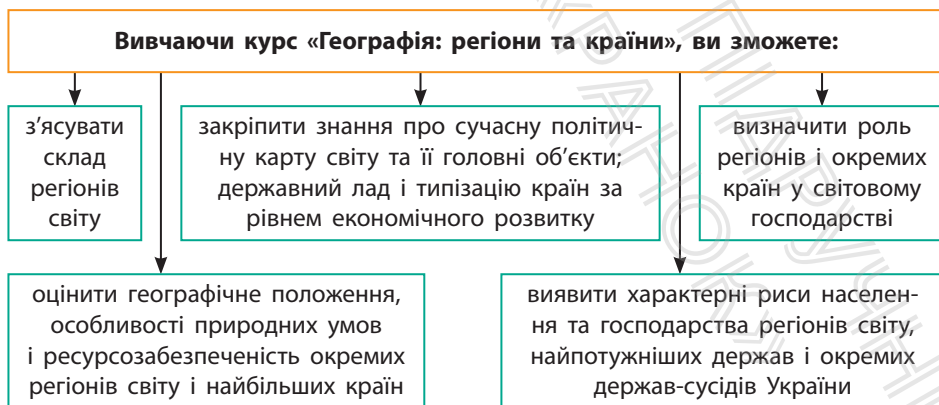 Вивчаючи курс «Географія: регіони та країни», ви зможете:
з’ясувати
склад
регіонів
світу
закріпити знання про сучасну політич-
ну карту світу та її головні об’єкти;
державний лад і типізацію країн за
рівнем економічного розвитку
визначити роль
регіонів і окремих
країн у світовому
господарстві
оцінити географічне положення,
особливості природних умов
і ресурсозабезпеченість окремих
регіонів світу і найбільших країн
виявити характерні риси населен-
ня та господарства регіонів світу,
найпотужніших держав і окремих
держав-сусідів України